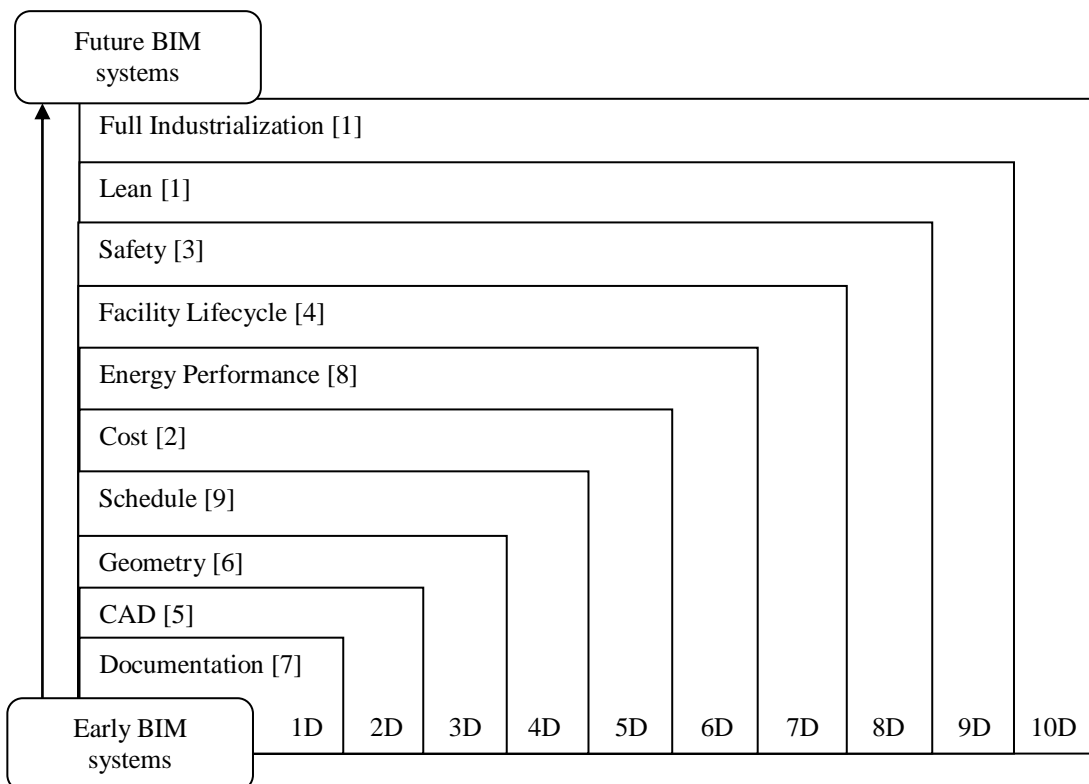 Future BIM
systems
Full Industrialization [1]
Lean [1]
Safety [3]
Facility Lifecycle [4]
Energy Performance [8]
Cost [2]
Schedule [9]
Geometry [6]
CAD [5]
Documentation [7]
Early BIM
systems
1D 2D 3D 4D 5D 6D 7D 8D 9D 10D